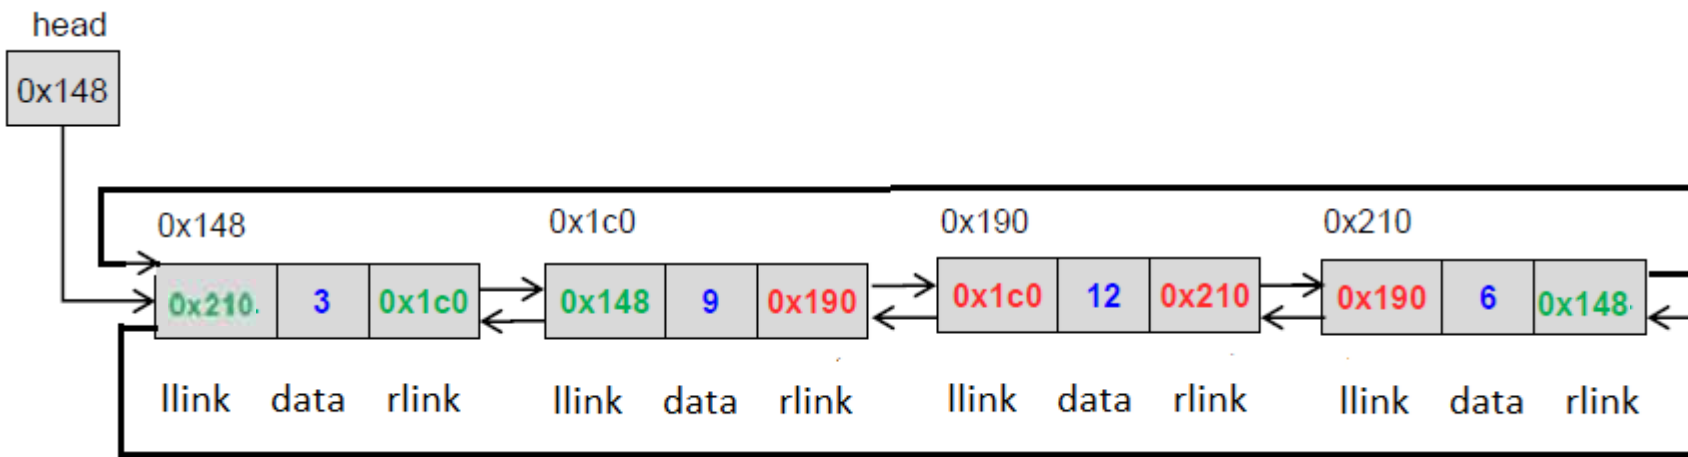 head
0x148
0x148 0x1c0 0x190 0x210
0x210 3 0x1c0 0x148 9 0x190 0x1c0 12 0x210 0x190 6 0x148
llink data rlink llink data rlink llink data rlink llink data rlink